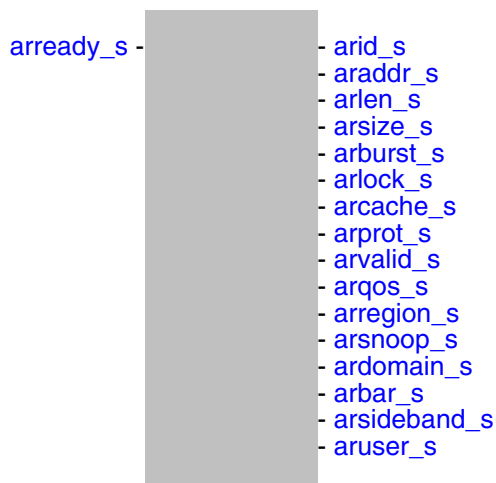 arready_s - - arid_s
- araddr_s
- arlen_s
- arsize_s
- arburst_s
- arlock_s
- arcache_s
- arprot_s
- arvalid_s
- arqos_s
- arregion_s
- arsnoop_s
- ardomain_s
- arbar_s
- arsideband_s
- aruser_s